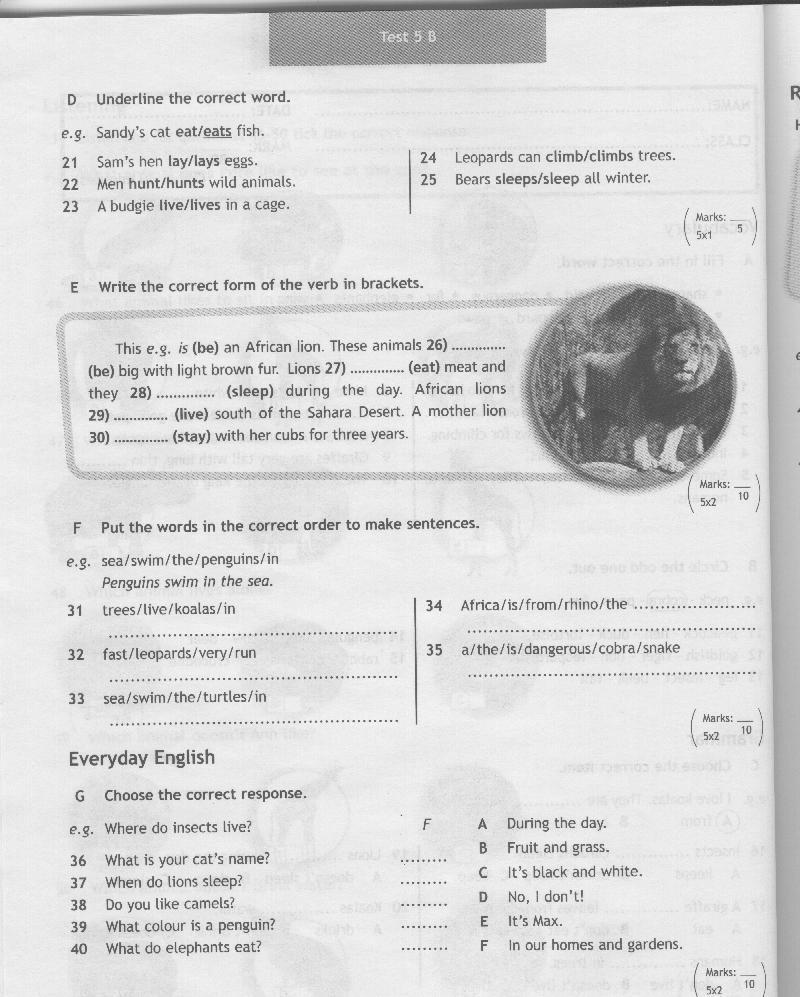 Test 5 B
D Underline the correct word.
e.g. Sandy's cat eat/eats fish.
21 Sam's hen lay/lays eggs.
22 Men hunt/hunts wild animals.
23 A budgie live/lives in a cage.
24 Leopards can climb/climbs trees.
25 Bears sleeps/sleep all winter.
Marks: __
5x1 5
E Write the correct form of the verb in brackets.
This e.g. is (be) an African lion. These animals 26) .............
(be) big with light brown fur. Lions 27) ............. (eat) meat and
they 28) .............. (sleep) during the day. African lions
29) ............. (live) south of the Sahara Desert. A mother lion
30) ............. (stay) with her cubs for three years.
Marks: __
5x2 10
F Put the words in the correct order to make sentences.
e.g. sea/swim/the/penguins/in
Penguins swim in the sea.
31 trees/live/koalas/in
32 fast/leopards/very/run
33 sea/swim/the/turtles/in
34 Africa/is/from/rhino/the ......................
35 a/the/is/dangerous/cobra/snake
Marks: __
5x2 10
Everyday English
G Choose the correct response.
e.g. Where do insects live? F
36 What is your cat's name? .........
37 When do lions sleep? .........
38 Do you like camels? .........
39 What colour is a penguin? .........
40 What do elephants eat? .........
A During the day.
B Fruit and grass.
C It's black and white.
D No, I don't!
E It's Max.
F In our homes and gardens.
Marks: __
5x2 10